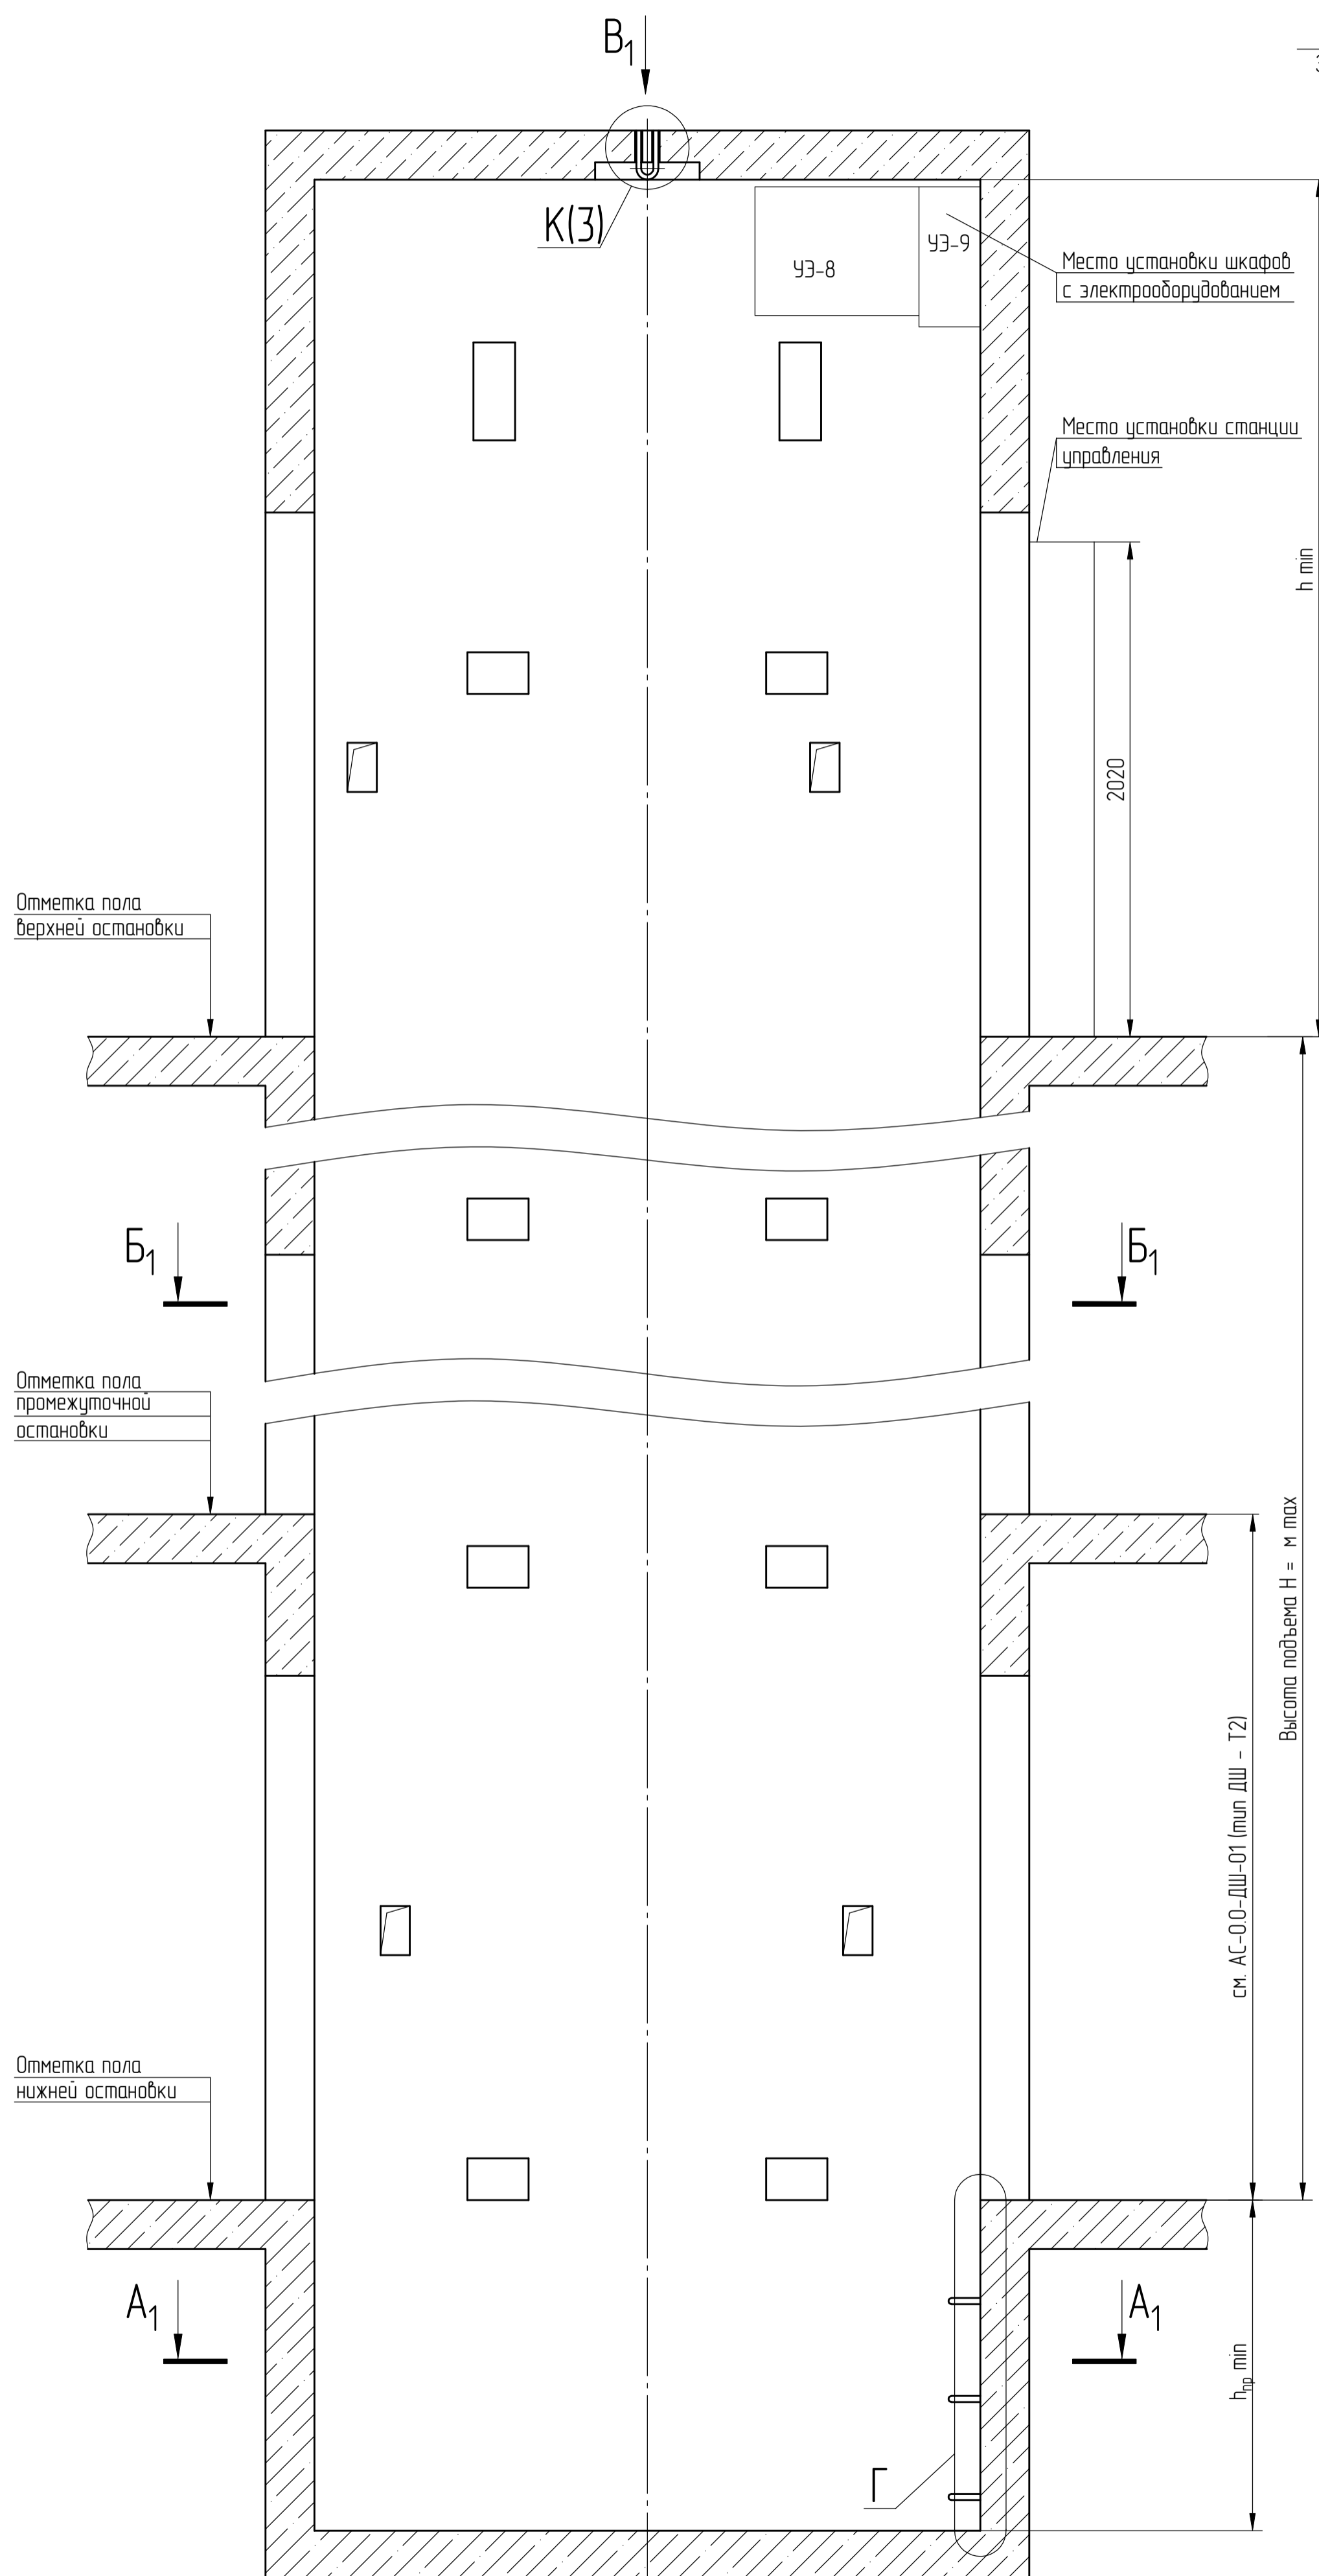 В₁
К(3)
УЭ-8
УЭ-9
Место установки шкафов
с электрооборудованием
Место установки станции
управления
h min
2020
Отметка пола
верхней остановки
Б₁
Б₁
Отметка пола
промежуточной
остановки
Высота подъема H = м max
см. АС-0.0-ДШ-01 (тип ДШ - Т2)
Отметка пола
нижней остановки
А₁
А₁
hпр min
Г